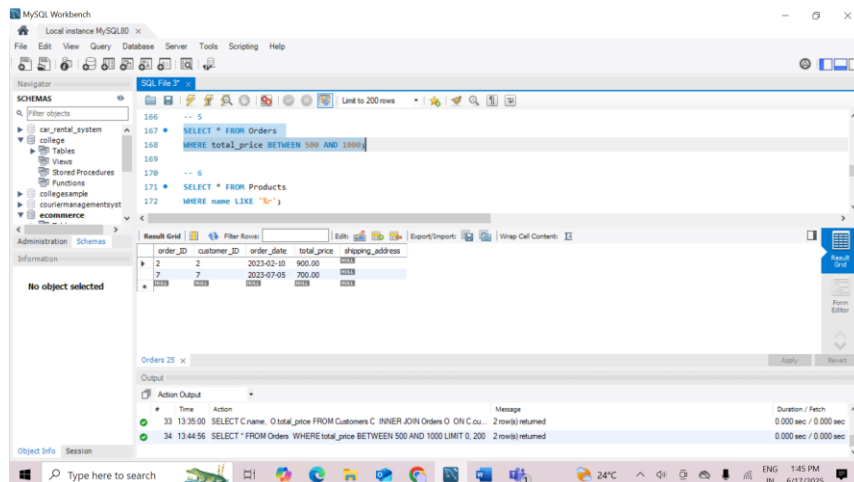 MySQL Workbench
Local instance MySQL80 ×
File Edit View Query Database Server Tools Scripting Help
Navigator
SQL File 3* ×
SCHEMAS
Filter objects
car_rental_system
college
Tables
Views
Stored Procedures
Functions
collegesample
couriermanagementsyst
ecommerce
Administration Schemas
Information
No object selected
Object Info Session
Limit to 200 rows
166 -- 5
167 SELECT * FROM Orders
168 WHERE total_price BETWEEN 500 AND 1000;
169
170 -- 6
171 SELECT * FROM Products
172 WHERE name LIKE '%r';
Result Grid Filter Rows: Edit: Export/Import: Wrap Cell Content:
order_ID customer_ID order_date total_price shipping_address
2 2 2023-02-10 900.00 NULL
7 7 2023-07-05 700.00 NULL
NULL NULL NULL NULL NULL
Result Grid
Form Editor
Orders 25 ×
Apply Revert
Output
Action Output
# Time Action Message Duration / Fetch
33 13:35:00 SELECT C.name, O.total_price FROM Customers C INNER JOIN Orders O ON C.cu... 2 row(s) returned 0.000 sec / 0.000 sec
34 13:44:56 SELECT * FROM Orders WHERE total_price BETWEEN 500 AND 1000 LIMIT 0, 200 2 row(s) returned 0.000 sec / 0.000 sec
Type here to search
24°C
ENG
IN
1:45 PM
6/17/2025